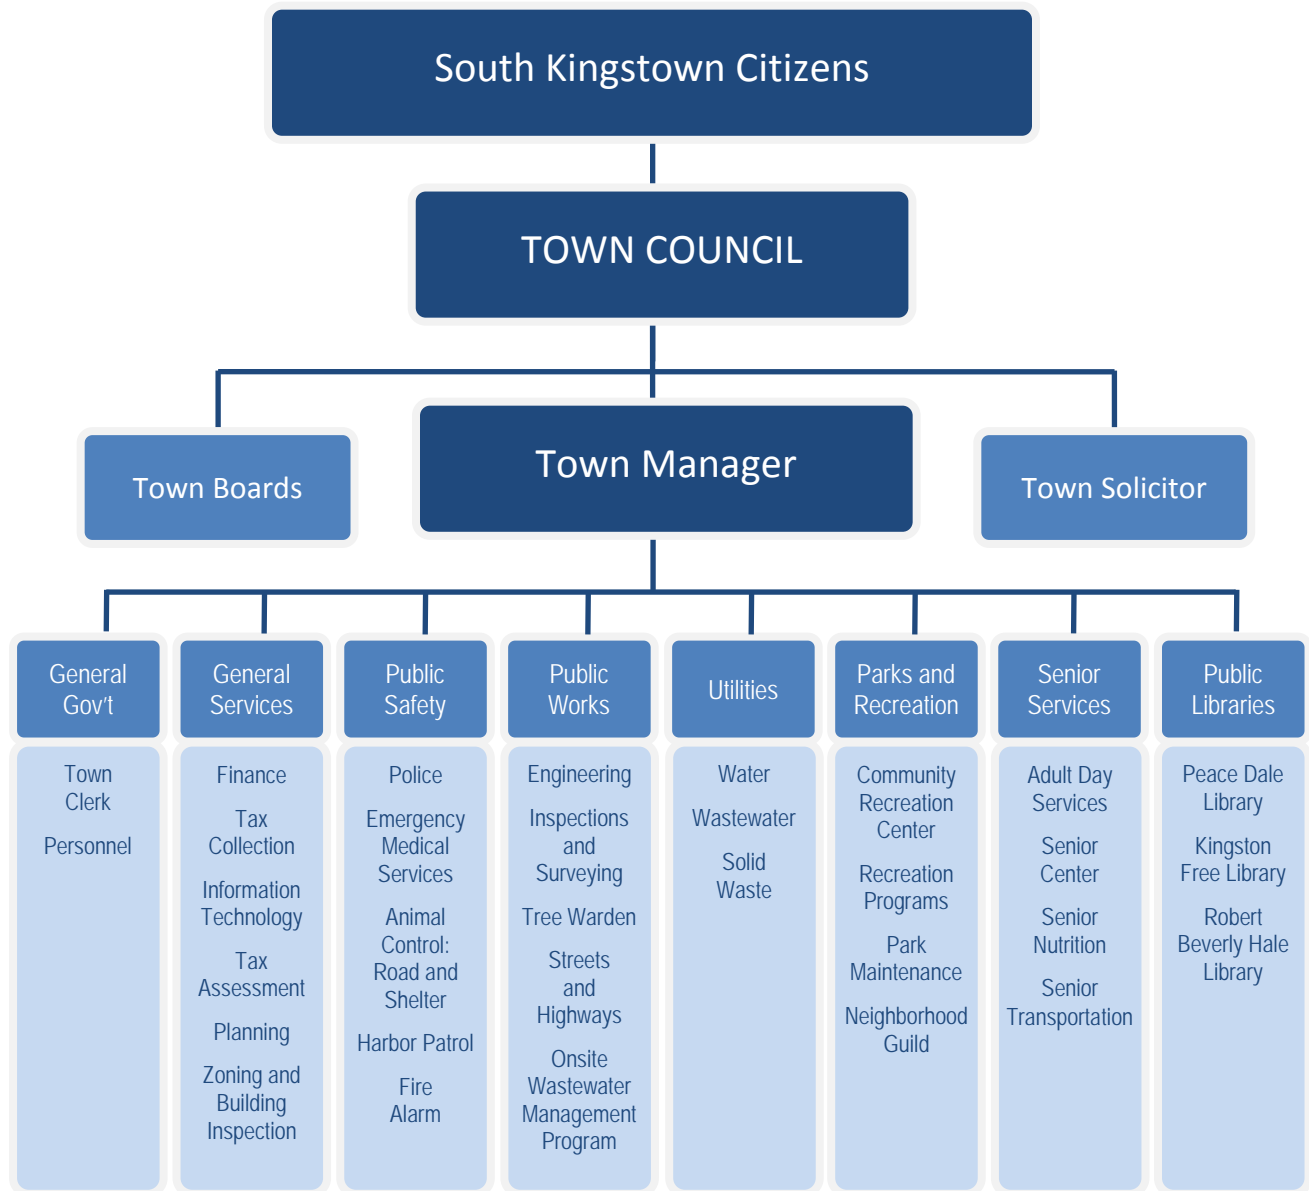 South Kingstown Citizens
TOWN COUNCIL
Town Boards
Town Manager
Town Solicitor
General
Gov't
Town
Clerk
Personnel
General
Services
Finance
Tax
Collection
Information
Technology
Tax
Assessment
Planning
Zoning and
Building
Inspection
Public
Safety
Police
Emergency
Medical
Services
Animal
Control:
Road and
Shelter
Harbor Patrol
Fire
Alarm
Public
Works
Engineering
Inspections
and
Surveying
Tree Warden
Streets
and
Highways
Onsite
Wastewater
Management
Program
Utilities
Water
Wastewater
Solid
Waste
Parks and
Recreation
Community
Recreation
Center
Recreation
Programs
Park
Maintenance
Neighborhood
Guild
Senior
Services
Adult Day
Services
Senior
Center
Senior
Nutrition
Senior
Transportation
Public
Libraries
Peace Dale
Library
Kingston
Free Library
Robert
Beverly Hale
Library